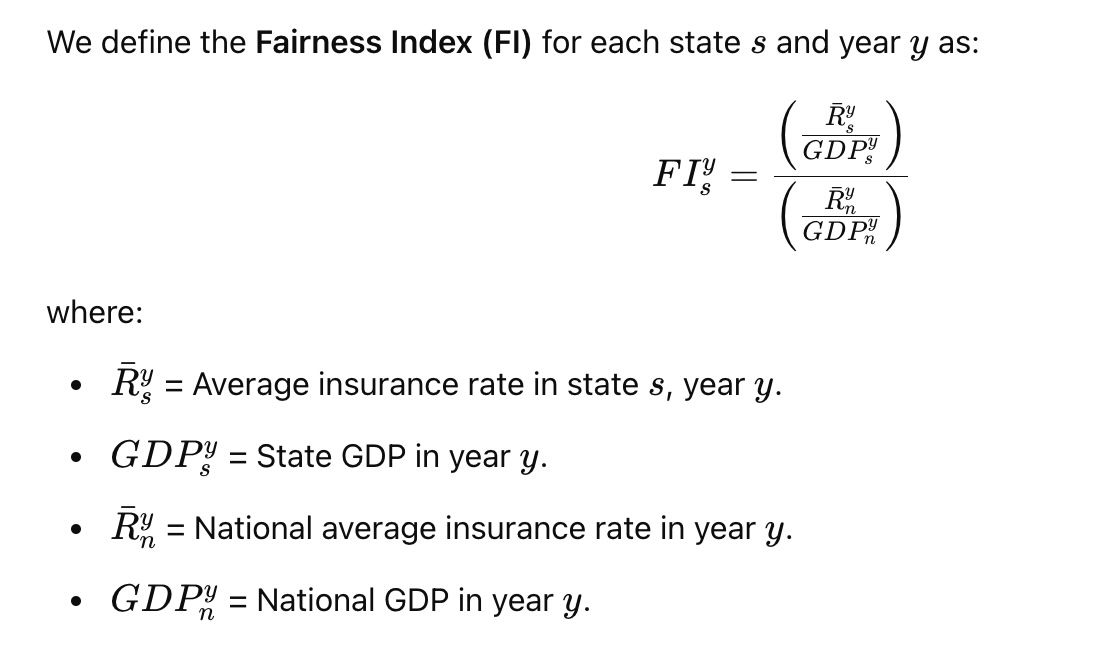 We define the **Fairness Index (FI)** for each state $s$ and year $y$ as:
$$FI_s^y = \frac{\left(\frac{\bar{R}_s^y}{GDP_s^y}\right)}{\left(\frac{\bar{R}_n^y}{GDP_n^y}\right)}$$
where:
• $\bar{R}_s^y$ = Average insurance rate in state $s$, year $y$.
• $GDP_s^y$ = State GDP in year $y$.
• $\bar{R}_n^y$ = National average insurance rate in year $y$.
• $GDP_n^y$ = National GDP in year $y$.